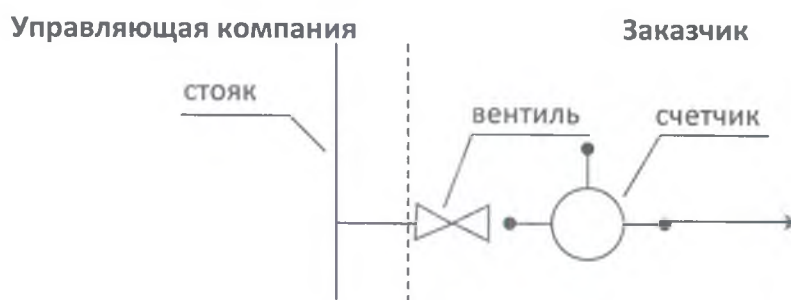 Управляющая компания
Заказчик
стояк
вентиль
счетчик